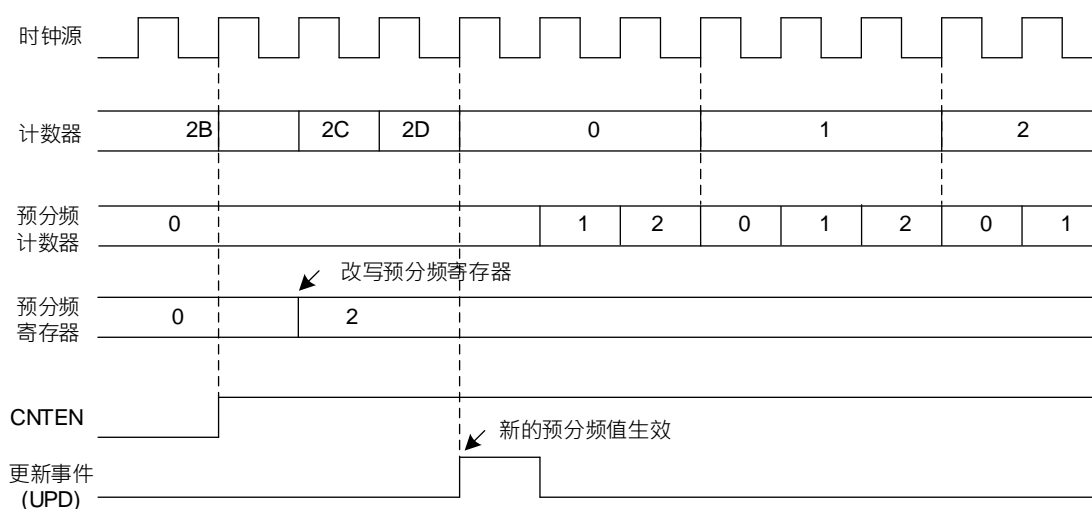 时钟源
计数器
2B
2C
2D
0
1
2
预分频
计数器
0
1
2
0
1
2
0
1
改写预分频寄存器
预分频
寄存器
0
2
CNTEN
新的预分频值生效
更新事件
(UPD)